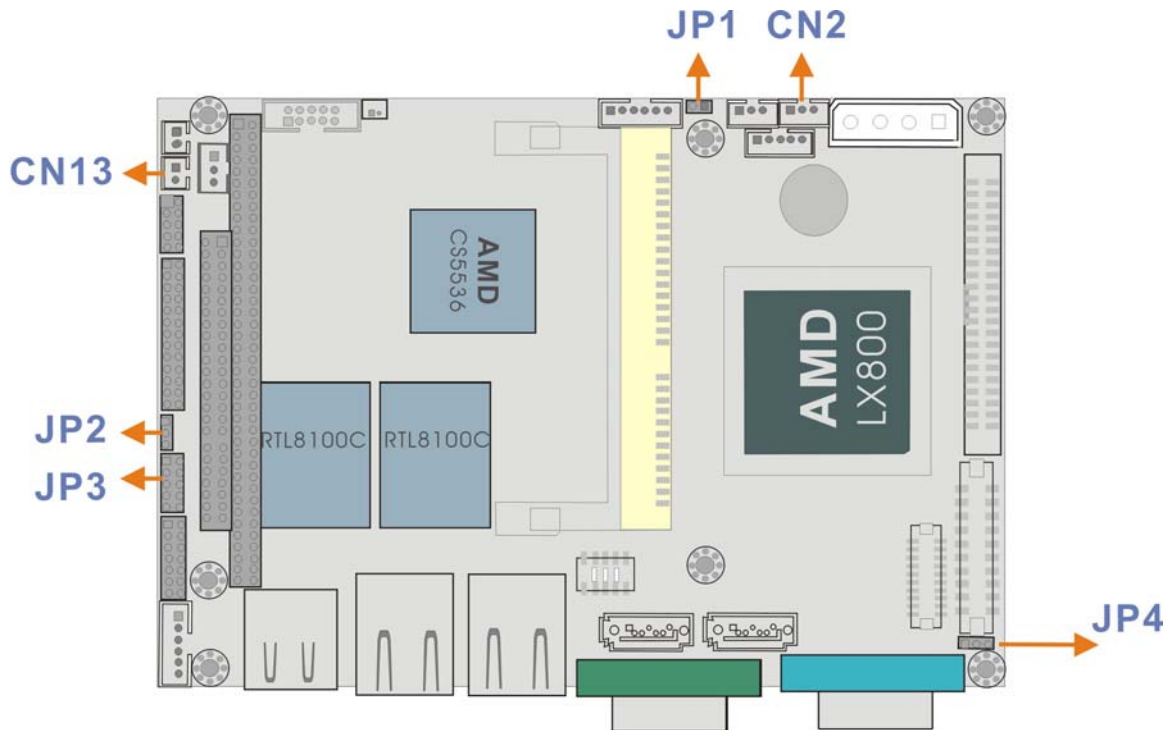 JP1 CN2
CN13
AMD
CS5536
AMD
LX800
JP2
RTL8100C RTL8100C
JP3
JP4